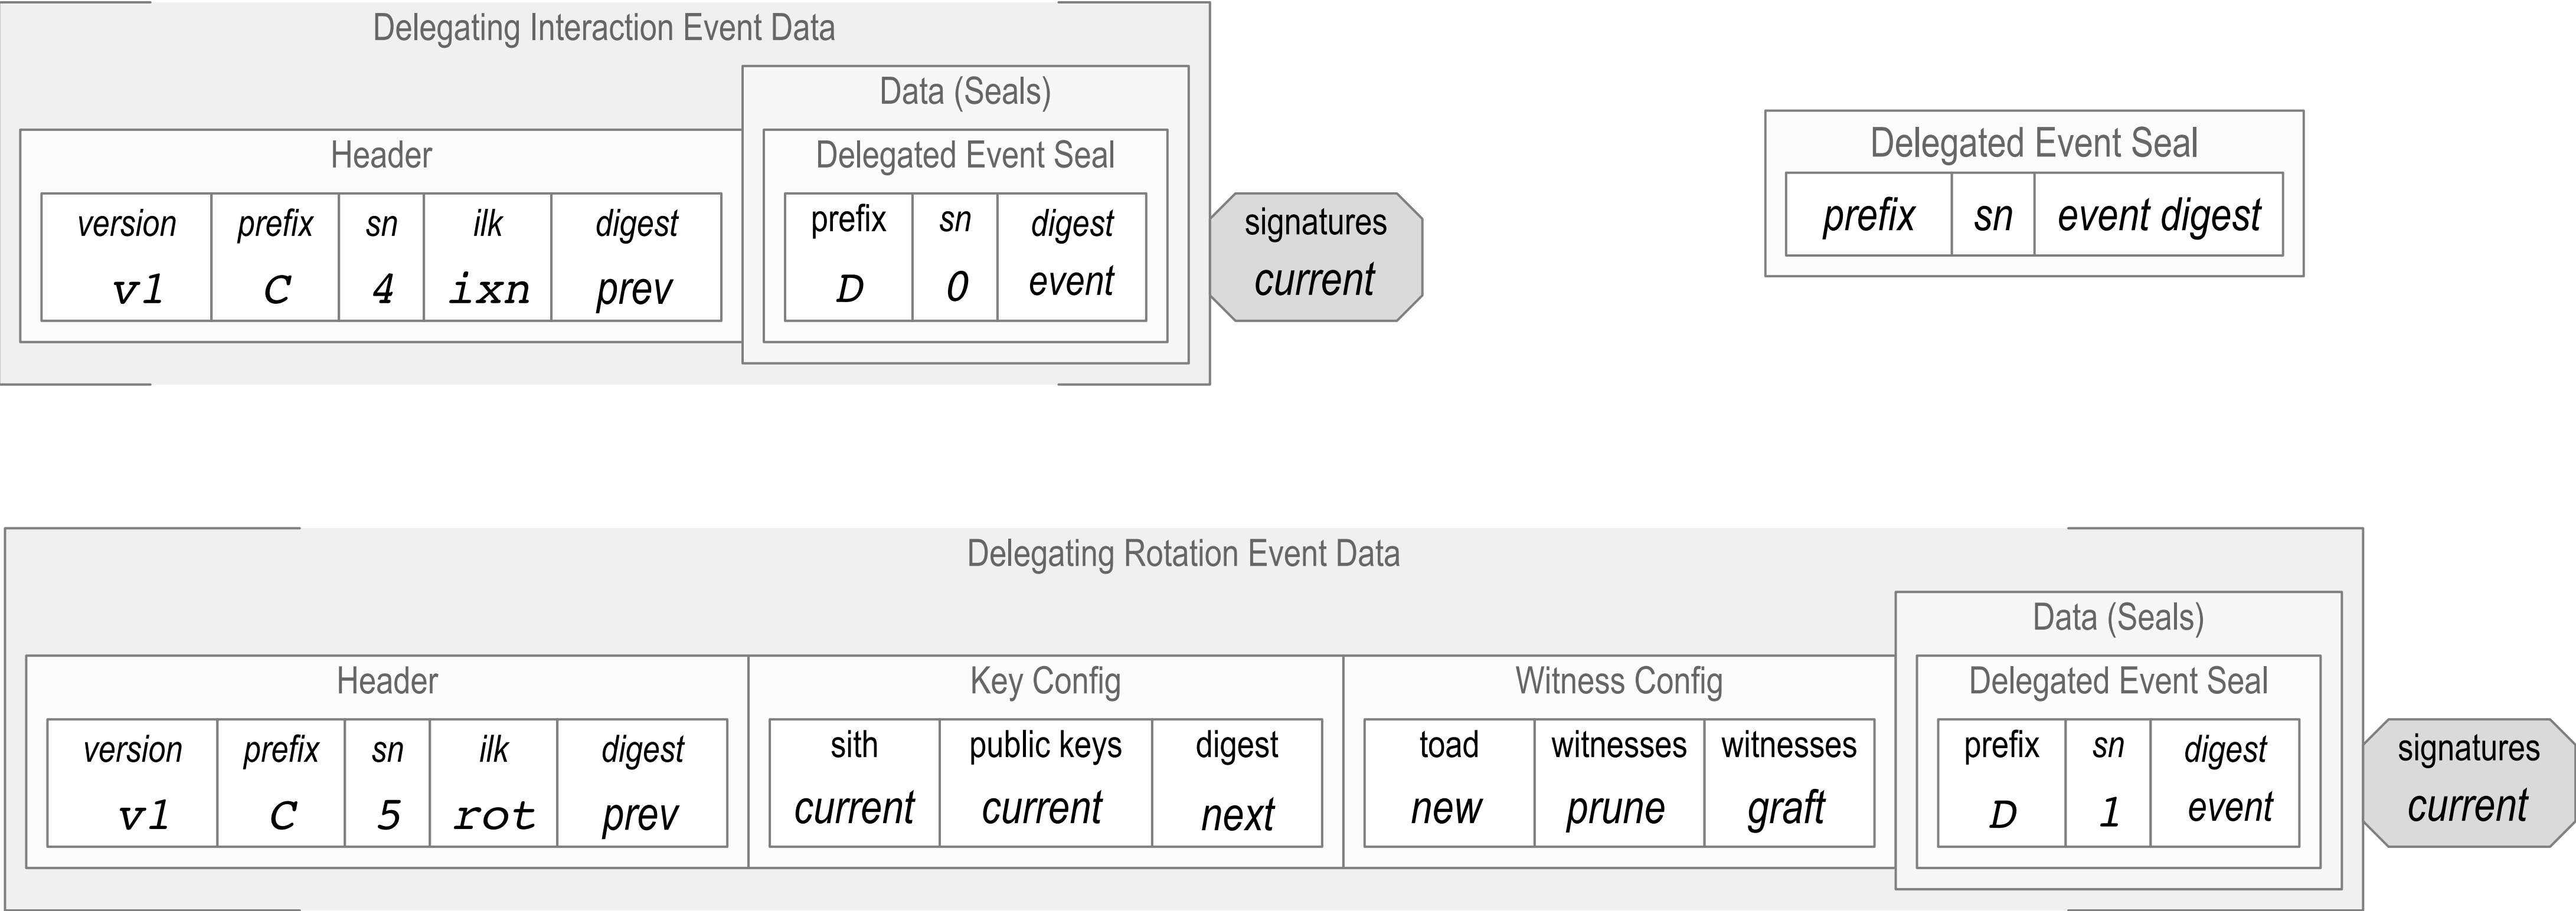 Delegating Interaction Event Data
Data (Seals)
Header
Delegated Event Seal
version prefix sn ilk digest
v1 C 4 ixn prev
prefix sn digest
D 0 event
signatures
current
Delegated Event Seal
prefix sn event digest
Delegating Rotation Event Data
Data (Seals)
Header
Key Config
Witness Config
Delegated Event Seal
version prefix sn ilk digest
v1 C 5 rot prev
sith public keys digest
current current next
toad witnesses witnesses
new prune graft
prefix sn digest
D 1 event
signatures
current